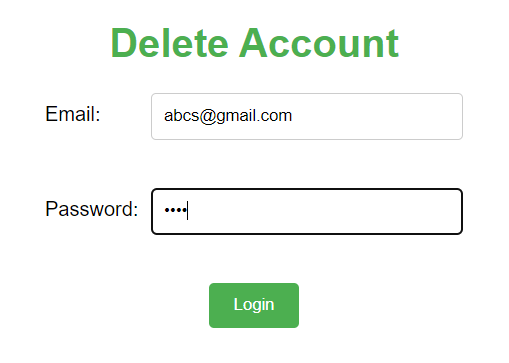 Delete Account
Email: abcs@gmail.com
Password: ••••
Login